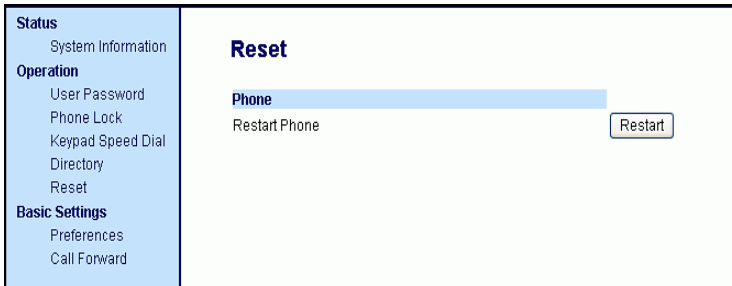 Status
System Information
Operation
User Password
Phone Lock
Keypad Speed Dial
Directory
Reset
Basic Settings
Preferences
Call Forward
Reset
Phone
Restart Phone
Restart